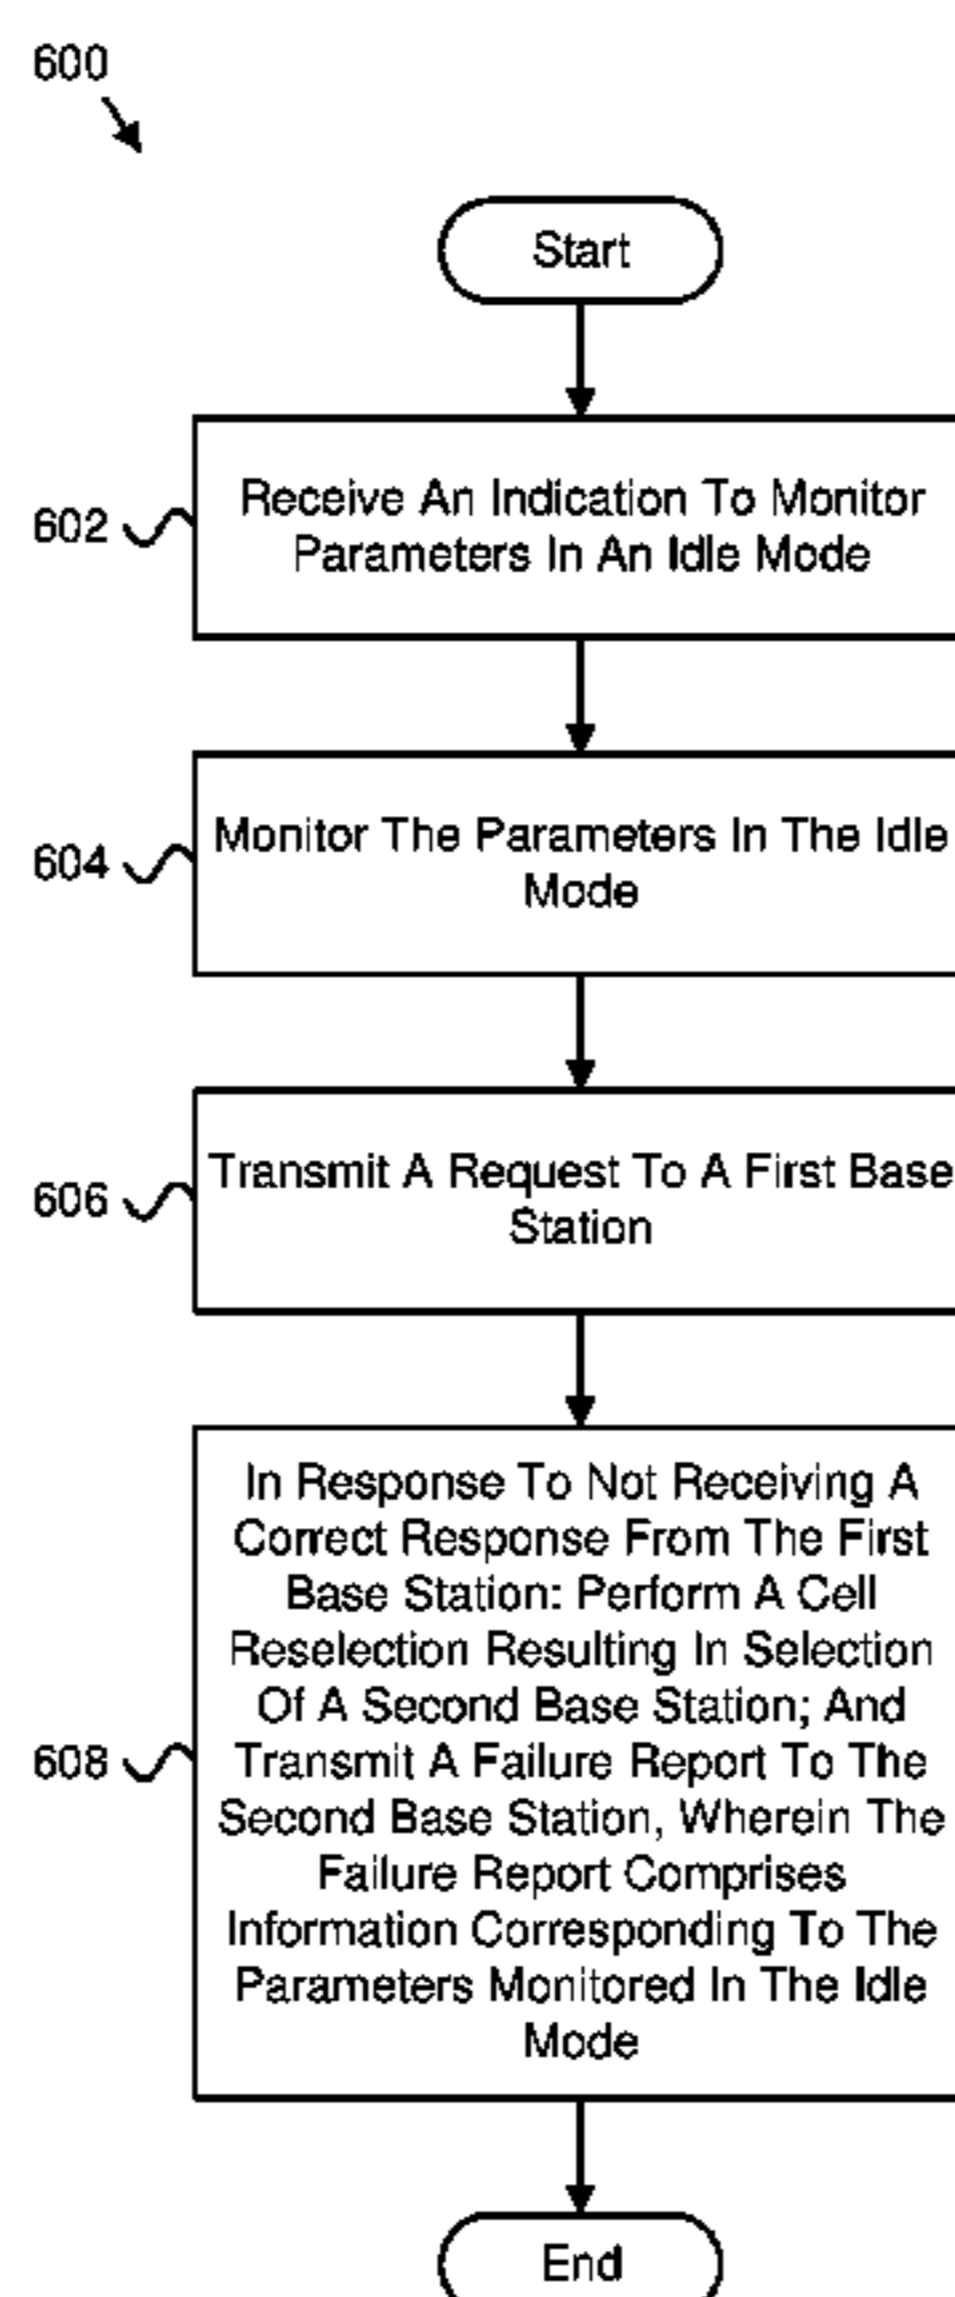 600
Start
602
Receive An Indication To Monitor
Parameters In An Idle Mode
604
Monitor The Parameters In The Idle
Mode
606
Transmit A Request To A First Base
Station
608
In Response To Not Receiving A
Correct Response From The First
Base Station: Perform A Cell
Reselection Resulting In Selection
Of A Second Base Station; And
Transmit A Failure Report To The
Second Base Station, Wherein The
Failure Report Comprises
Information Corresponding To The
Parameters Monitored In The Idle
Mode
End